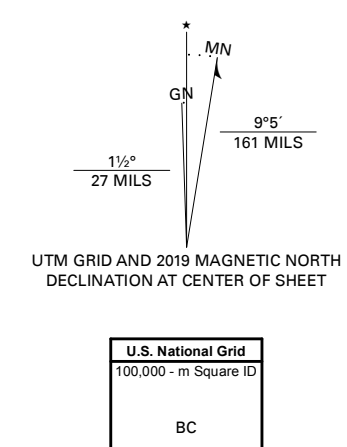 ★
MN
GN
9°5´
161 MILS
1½°
27 MILS
UTM GRID AND 2019 MAGNETIC NORTH
DECLINATION AT CENTER OF SHEET
U.S. National Grid
100,000 - m Square ID
BC